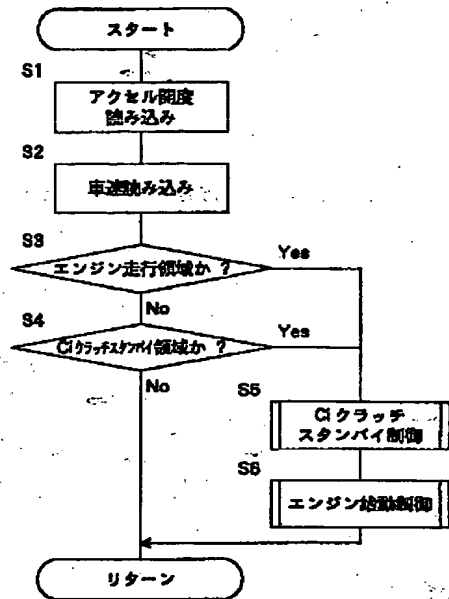 スタート
S1
アクセル開度
読み込み
S2
車速読み込み
S3
エンジン走行領域か ?
Yes
No
S4
Ciクラッチスタンバイ領域か ?
Yes
No
S5
Ciクラッチ
スタンバイ制御
S6
エンジン始動制御
リターン